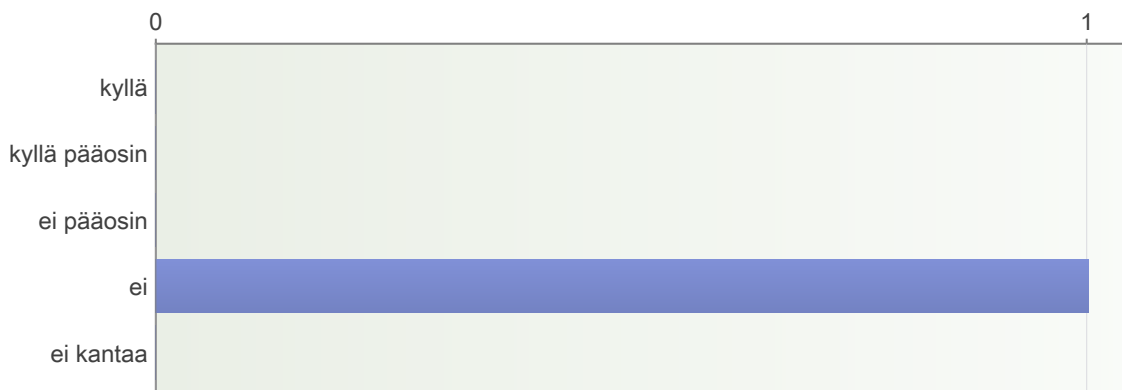 0 1
kyllä
kyllä pääosin
ei pääosin
ei
ei kantaa